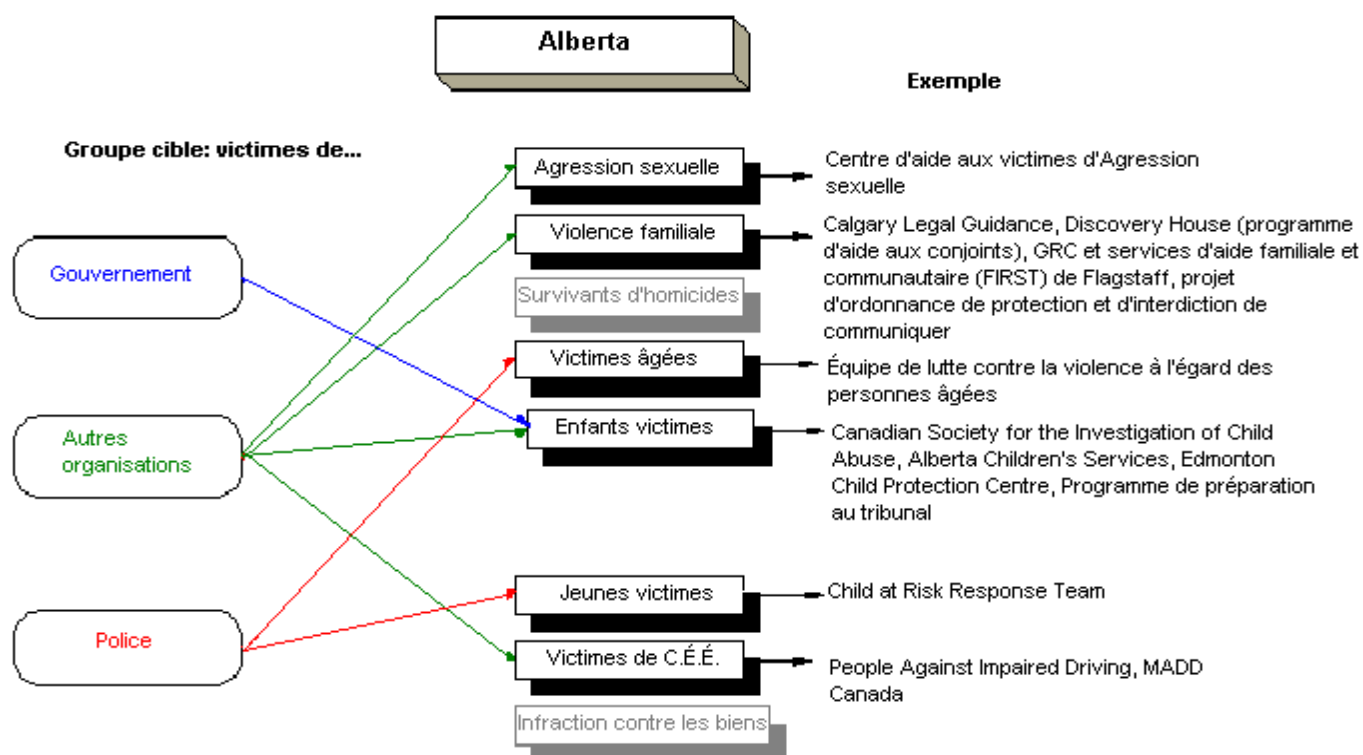 Alberta
Exemple
Groupe cible: victimes de...
Gouvernement
Autres
organisations
Police
Agression sexuelle
Centre d'aide aux victimes d'Agression
sexuelle
Violence familiale
Calgary Legal Guidance, Discovery House (programme
d'aide aux conjoints), GRC et services d'aide familiale et
communautaire (FIRST) de Flagstaff, projet
d'ordonnance de protection et d'interdiction de
communiquer
Survivants d'homicides
Victimes âgées
Équipe de lutte contre la violence à l'égard des
personnes âgées
Enfants victimes
Canadian Society for the Investigation of Child
Abuse, Alberta Children's Services, Edmonton
Child Protection Centre, Programme de préparation
au tribunal
Jeunes victimes
Child at Risk Response Team
Victimes de C.É.É.
People Against Impaired Driving, MADD
Canada
Infraction contre les biens